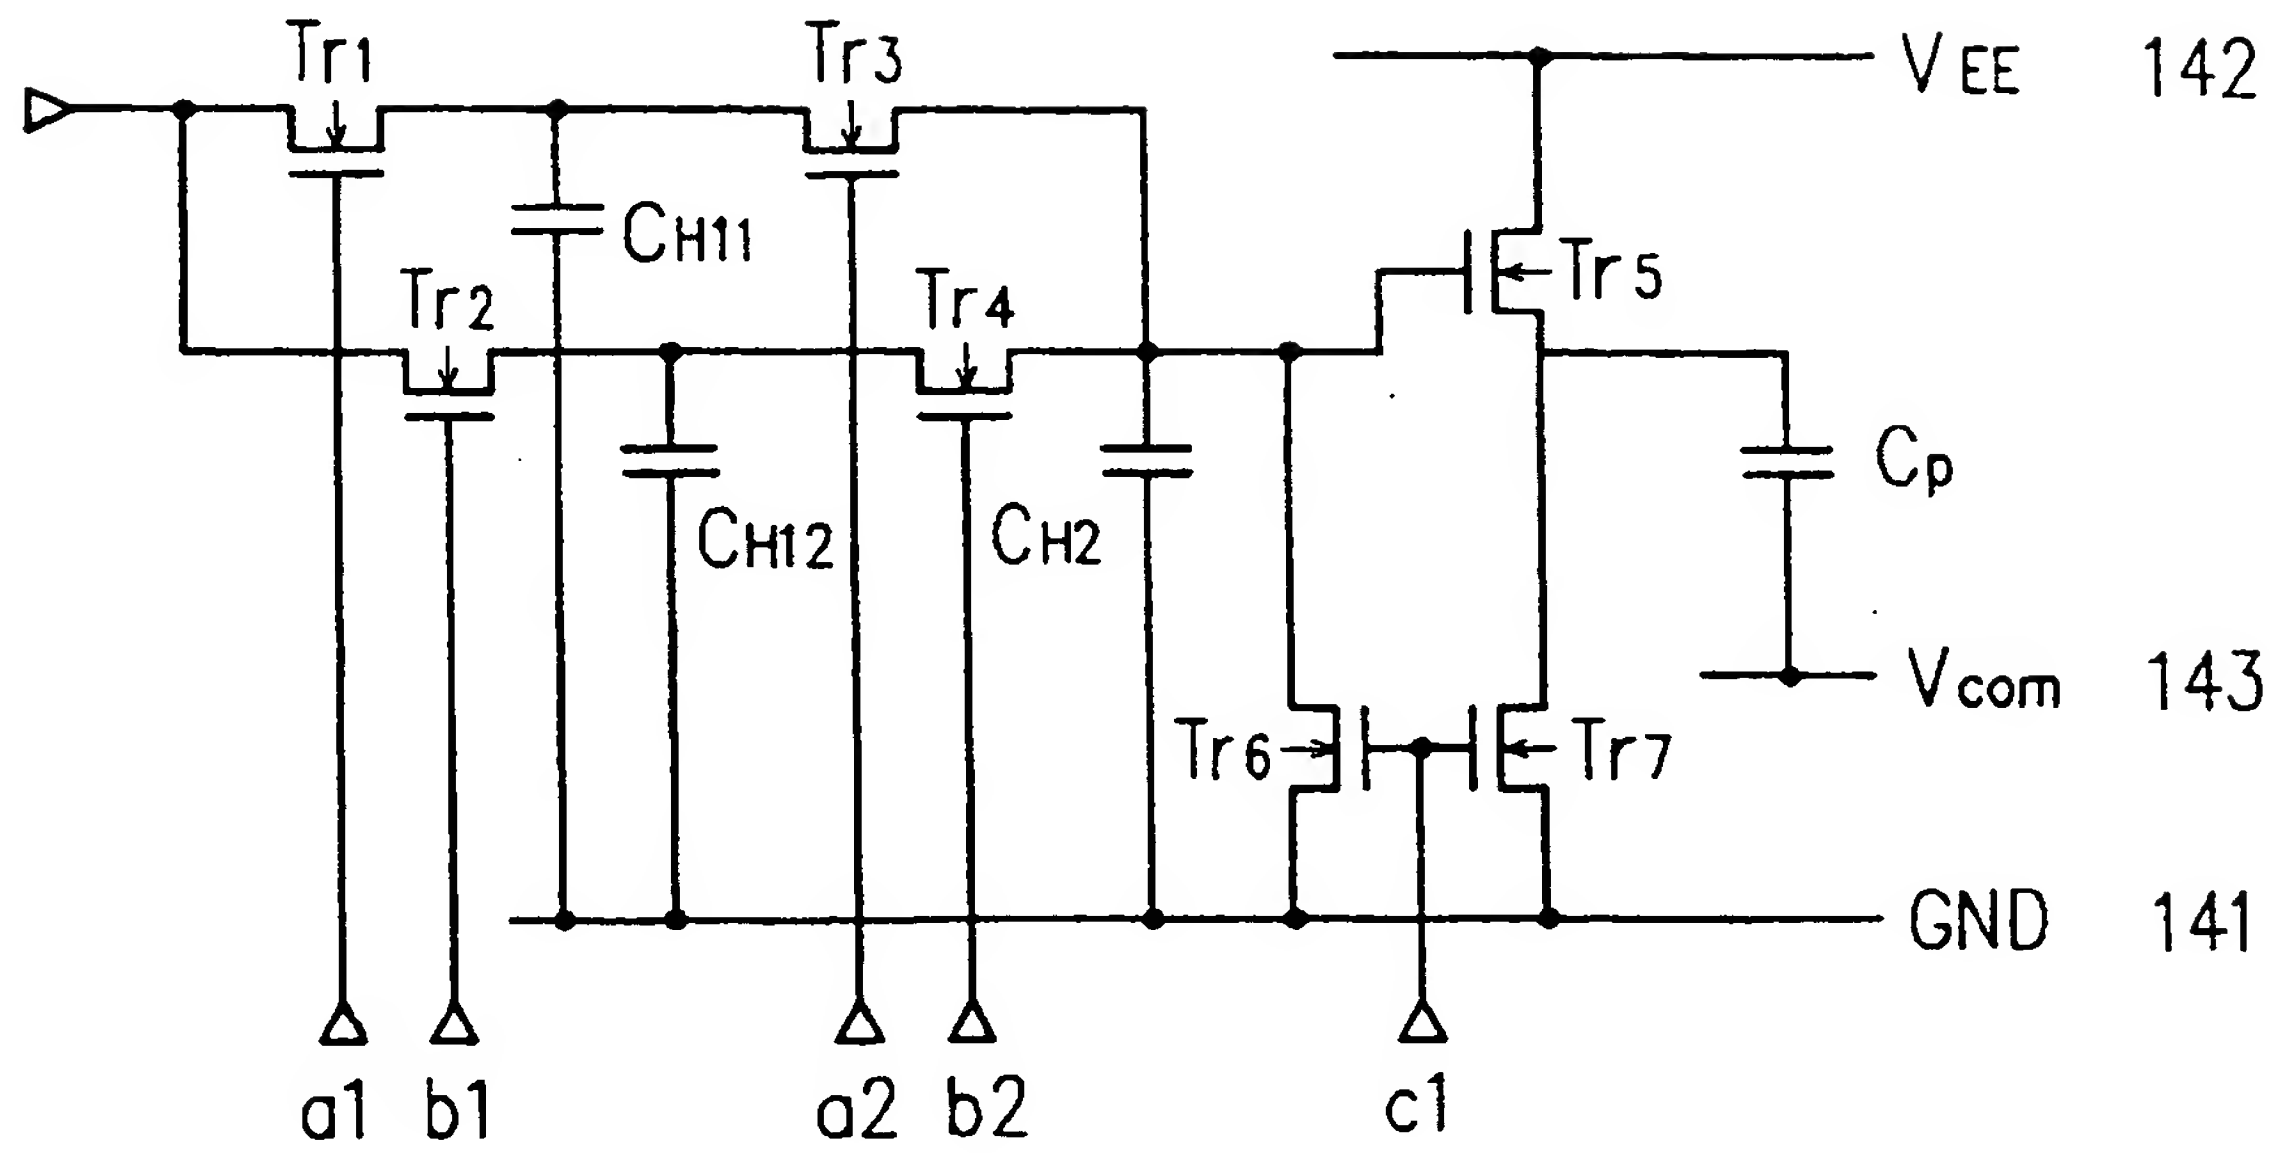 Tr1
Tr3
VEE 142
CH11
Tr2
Tr4
Tr5
CP
CH12
CH2
Vcom 143
Tr6
Tr7
GND 141
a1 b1 a2 b2 c1